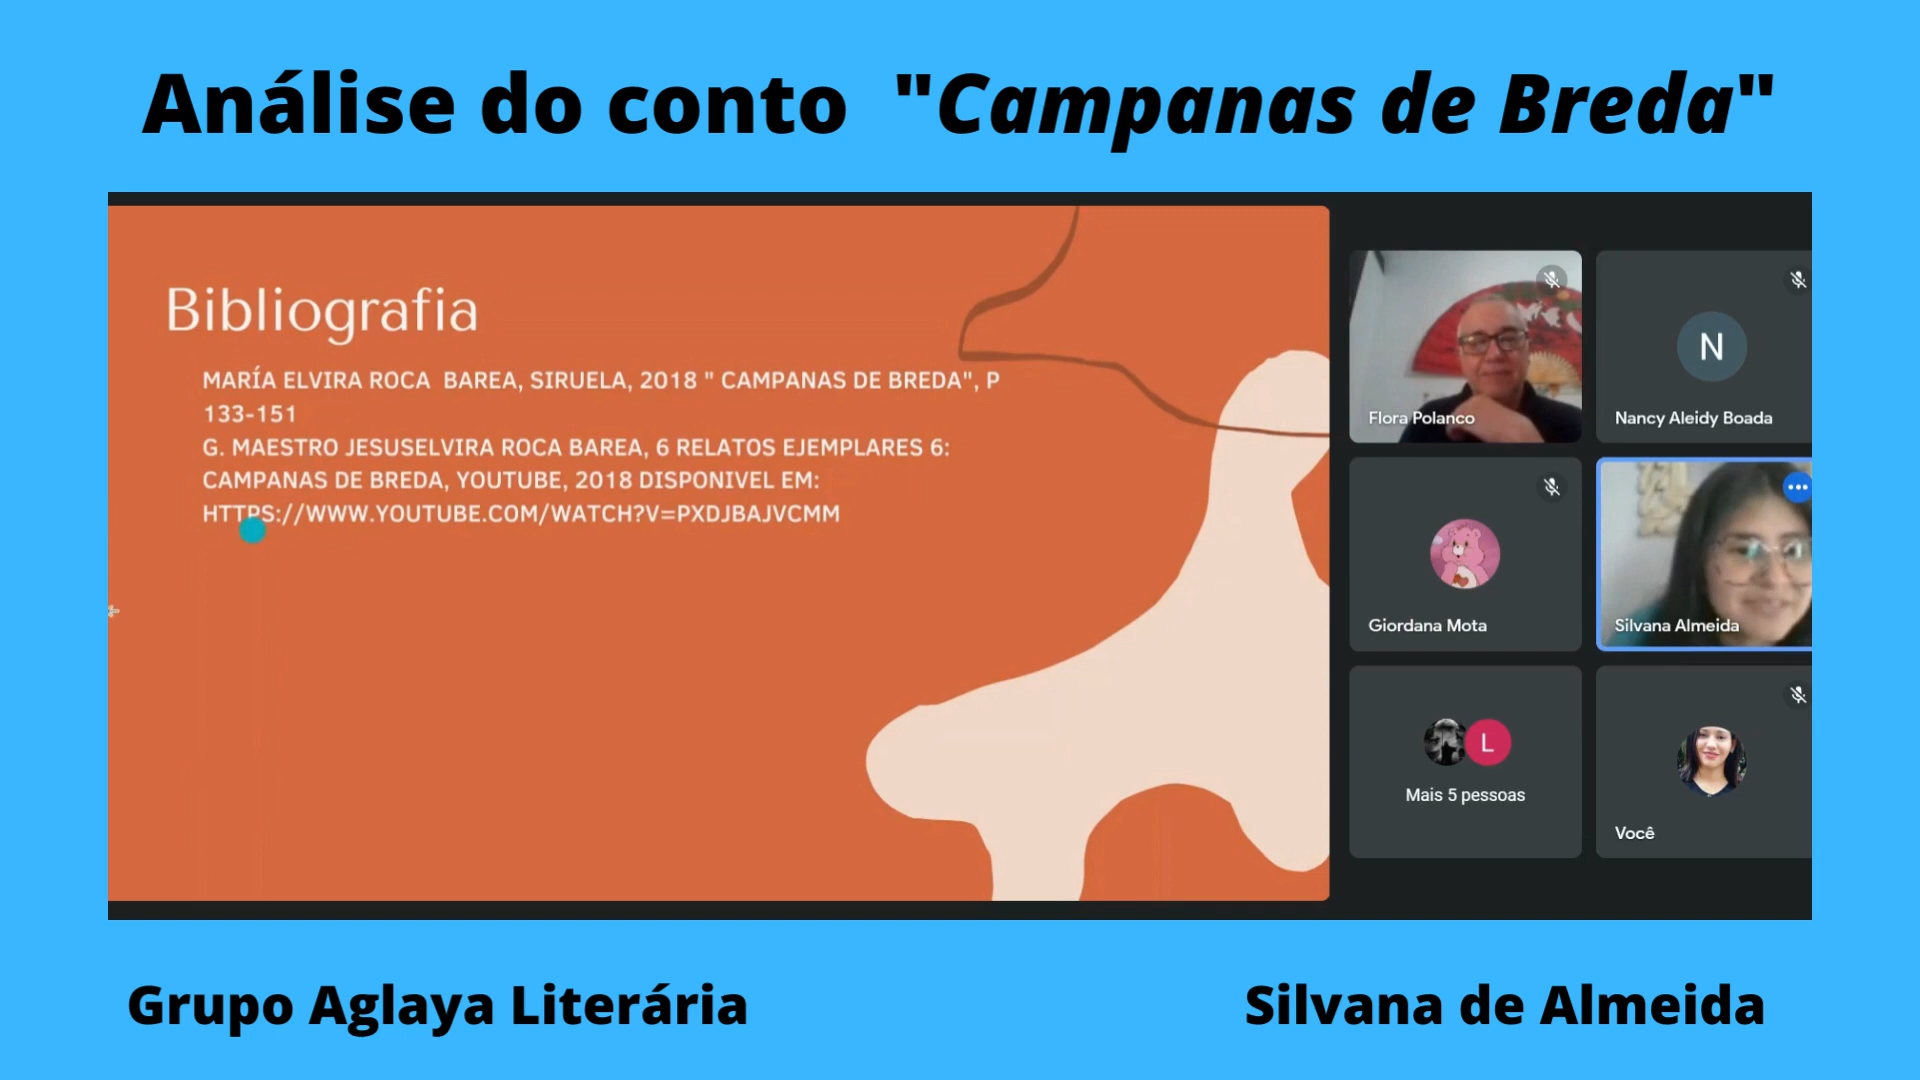 Análise do conto "Campanas de Breda"
Bibliografia
MARÍA ELVIRA ROCA BAREA, SIRUELA, 2018 " CAMPANAS DE BREDA", P
133-151
G. MAESTRO JESUSELVIRA ROCA BAREA, 6 RELATOS EJEMPLARES 6:
CAMPANAS DE BREDA, YOUTUBE, 2018 DISPONIVEL EM:
HTTPS://WWW.YOUTUBE.COM/WATCH?V=PXDJBAJVCMM
Flora Polanco
N
Nancy Aleidy Boada
Giordana Mota
Silvana Almeida
L
Mais 5 pessoas
Você
Grupo Aglaya Literária
Silvana de Almeida